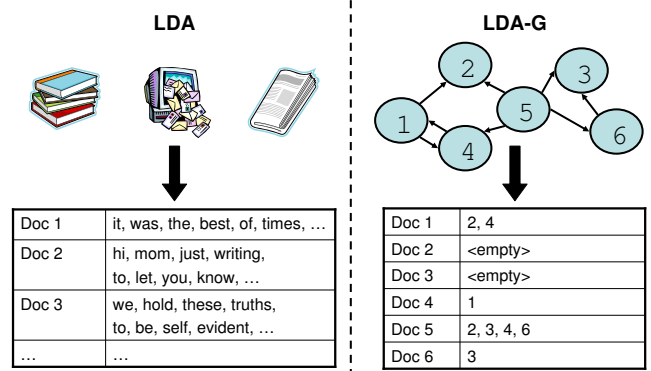 LDA
Doc 1 it, was, the, best, of, times, …
Doc 2 hi, mom, just, writing,
to, let, you, know, …
Doc 3 we, hold, these, truths,
to, be, self, evident, …
… …
LDA-G
2
3
5
1
6
4
Doc 1 2, 4
Doc 2 <empty>
Doc 3 <empty>
Doc 4 1
Doc 5 2, 3, 4, 6
Doc 6 3